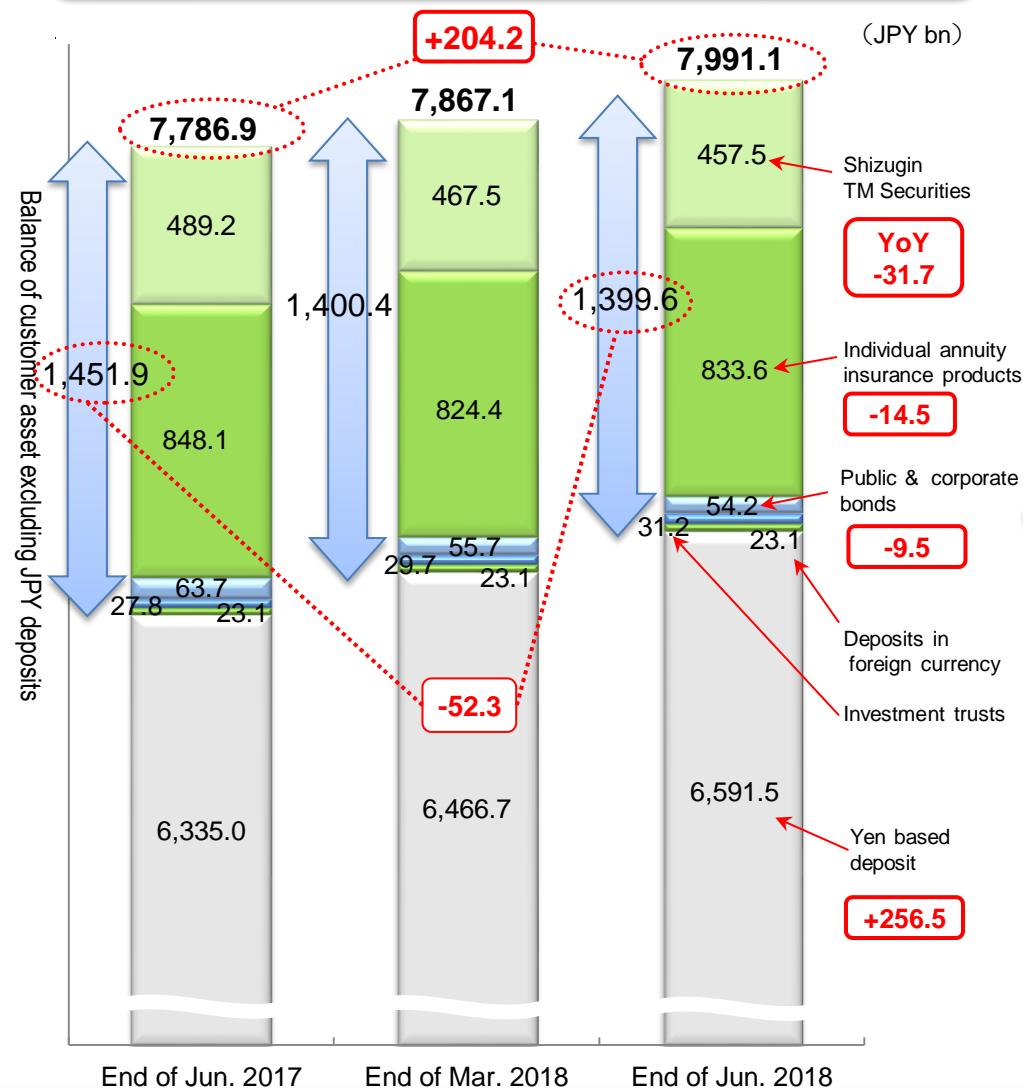 +204.2
（JPY bn）
7,991.1
7,867.1
7,786.9
457.5
Shizugin
TM Securities
467.5
489.2
YoY
-31.7
Balance of customer asset excluding JPY deposits
1,400.4
1,399.6
1,451.9
833.6
Individual annuity
insurance products
824.4
848.1
-14.5
Public & corporate
bonds
54.2
31.2
23.1
-9.5
55.7
29.7
23.1
63.7
27.8
23.1
Deposits in
foreign currency
-52.3
Investment trusts
6,335.0
6,466.7
6,591.5
Yen based
deposit
+256.5
End of Jun. 2017
End of Mar. 2018
End of Jun. 2018